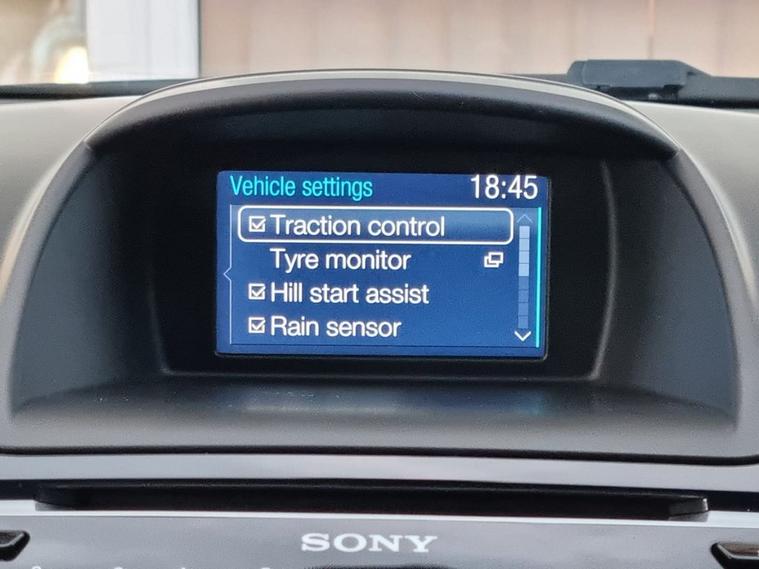 Vehicle settings 18:45
Traction control
Tyre monitor
Hill start assist
Rain sensor
SONY